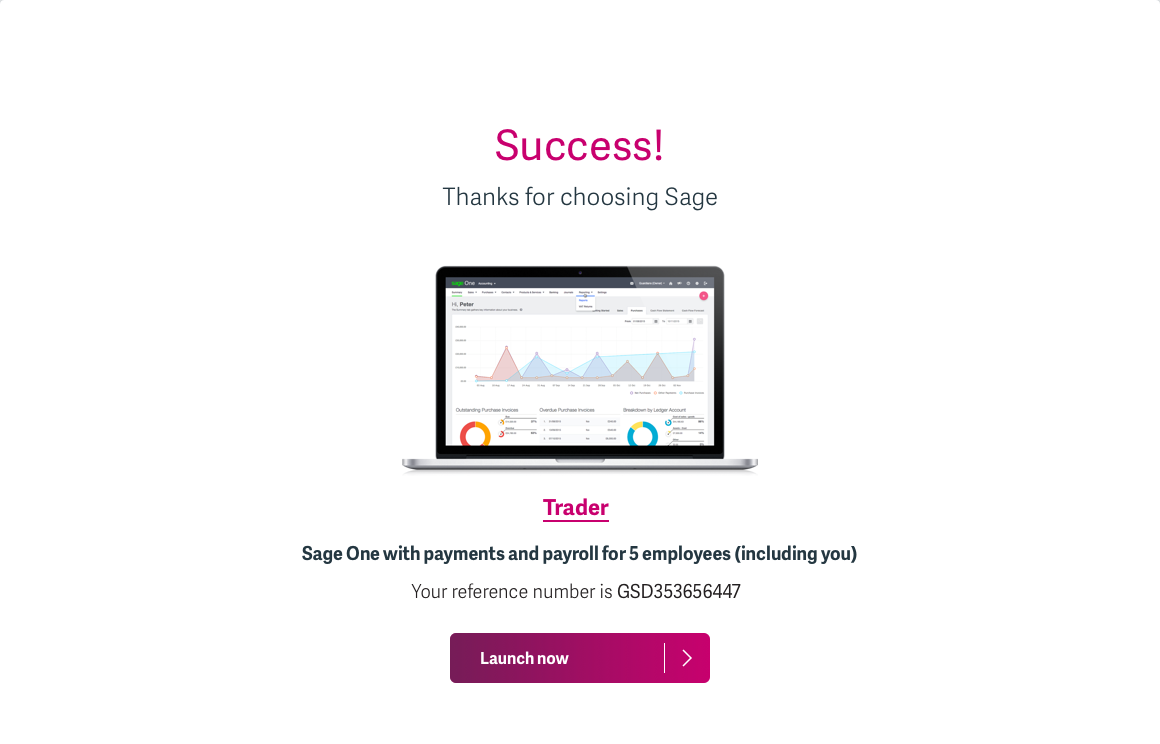 Success!
Thanks for choosing Sage
sage One Accounting
Hi, Peter
Outstanding Purchase Invoices
Overdue Purchase Invoices
Breakdown by Ledger Account
Trader
Sage One with payments and payroll for 5 employees (including you)
Your reference number is GSD353656447
Launch now